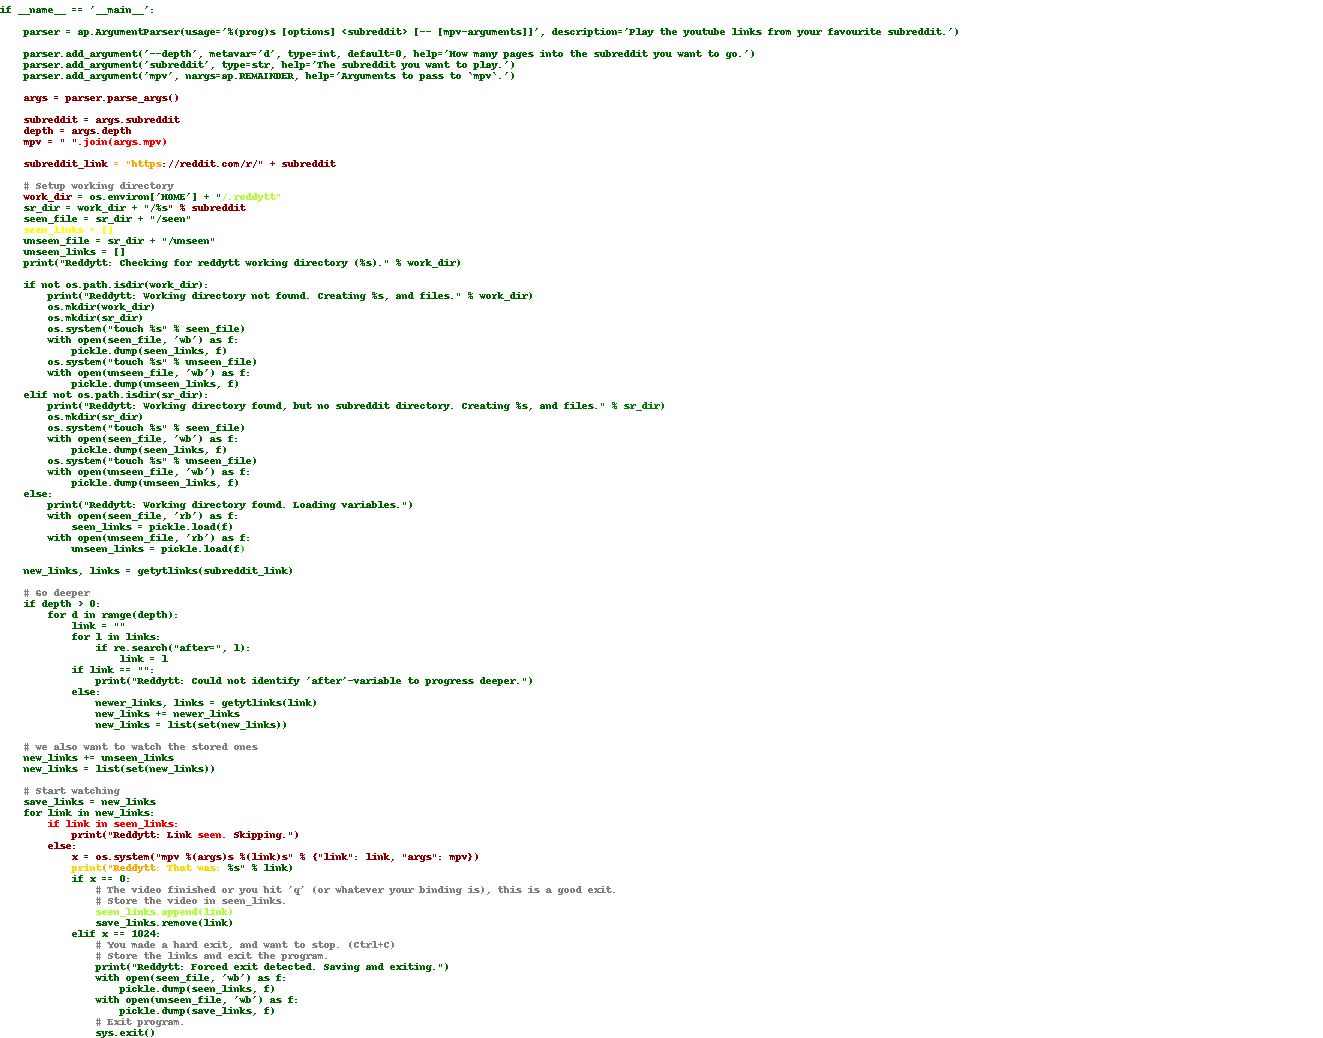 if __name__ == '__main__':
    parser = ap.ArgumentParser(usage='%(prog)s [options] <subreddit> [-- [mpv-arguments]]', description='Play the youtube links from your favourite subreddit.')
    parser.add_argument('--depth', metavar='d', type=int, default=0, help='How many pages into the subreddit you want to go.')
    parser.add_argument('subreddit', type=str, help='The subreddit you want to play.')
    parser.add_argument('mpv', nargs=ap.REMAINDER, help='Arguments to pass to `mpv`.')
    args = parser.parse_args()
    subreddit = args.subreddit
    depth = args.depth
    mpv = " ".join(args.mpv)
    subreddit_link = "https://reddit.com/r/" + subreddit
    # Setup working directory
    work_dir = os.environ['HOME'] + "/.reddytt"
    sr_dir = work_dir + "/%s" % subreddit
    seen_file = sr_dir + "/seen"
    seen_links = []
    unseen_file = sr_dir + "/unseen"
    unseen_links = []
    print("Reddytt: Checking for reddytt working directory (%s)." % work_dir)
    if not os.path.isdir(work_dir):
        print("Reddytt: Working directory not found. Creating %s, and files." % work_dir)
        os.mkdir(work_dir)
        os.mkdir(sr_dir)
        os.system("touch %s" % seen_file)
        with open(seen_file, 'wb') as f:
            pickle.dump(seen_links, f)
        os.system("touch %s" % unseen_file)
        with open(unseen_file, 'wb') as f:
            pickle.dump(unseen_links, f)
    elif not os.path.isdir(sr_dir):
        print("Reddytt: Working directory found, but no subreddit directory. Creating %s, and files." % sr_dir)
        os.mkdir(sr_dir)
        os.system("touch %s" % seen_file)
        with open(seen_file, 'wb') as f:
            pickle.dump(seen_links, f)
        os.system("touch %s" % unseen_file)
        with open(unseen_file, 'wb') as f:
            pickle.dump(unseen_links, f)
    else:
        print("Reddytt: Working directory found. Loading variables.")
        with open(seen_file, 'rb') as f:
            seen_links = pickle.load(f)
        with open(unseen_file, 'rb') as f:
            unseen_links = pickle.load(f)
    new_links, links = getytlinks(subreddit_link)
    # Go deeper
    if depth > 0:
        for d in range(depth):
            link = ""
            for l in links:
                if re.search("after=", l):
                    link = l
            if link == "":
                print("Reddytt: Could not identify 'after'-variable to progress deeper.")
            else:
                newer_links, links = getytlinks(link)
                new_links += newer_links
                new_links = list(set(new_links))
    # we also want to watch the stored ones
    new_links += unseen_links
    new_links = list(set(new_links))
    # Start watching
    save_links = new_links
    for link in new_links:
        if link in seen_links:
            print("Reddytt: Link seen. Skipping.")
        else:
            x = os.system("mpv %(args)s %(link)s" % {"link": link, "args": mpv})
            print("Reddytt: That was: %s" % link)
            if x == 0:
                # The video finished or you hit 'q' (or whatever your binding is), this is a good exit.
                # Store the video in seen_links.
                seen_links.append(link)
                save_links.remove(link)
            elif x == 1024:
                # You made a hard exit, and want to stop. (Ctrl+C)
                # Store the links and exit the program.
                print("Reddytt: Forced exit detected. Saving and exiting.")
                with open(seen_file, 'wb') as f:
                    pickle.dump(seen_links, f)
                with open(unseen_file, 'wb') as f:
                    pickle.dump(save_links, f)
                # Exit program.
                sys.exit()